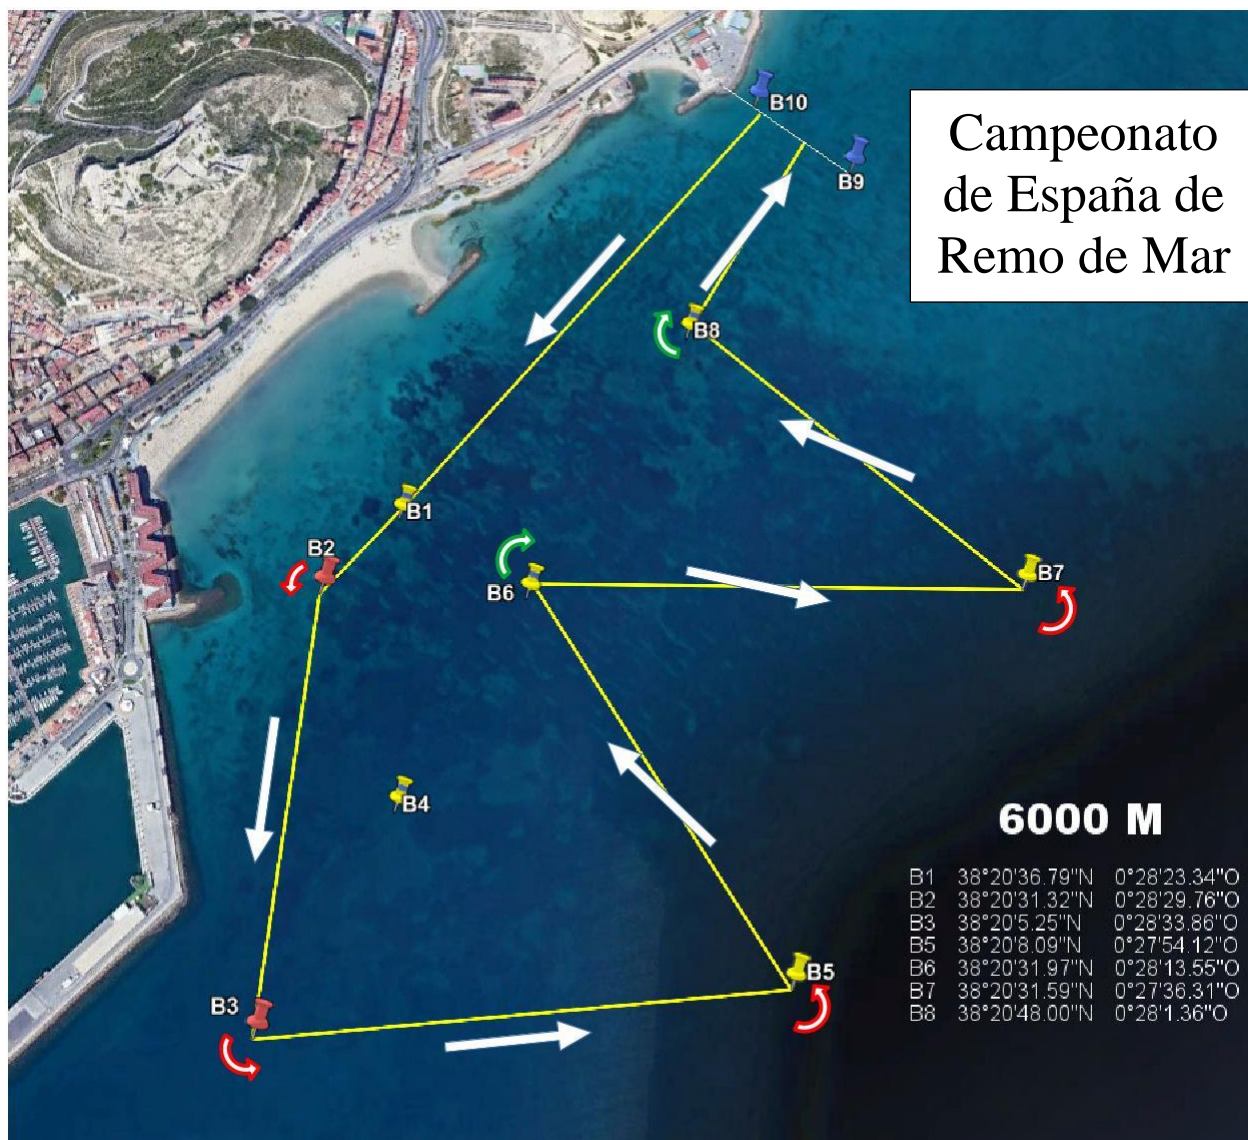 B10
B9
Campeonato
de España de
Remo de Mar
B8
B1
B2
B7
B6
B4
B5
B3
6000 M
B1 38°20'36.79"N 0°28'23.34"O
B2 38°20'31.32"N 0°28'29.76"O
B3 38°20'5.25"N 0°28'33.86"O
B5 38°20'8.09"N 0°27'54.12"O
B6 38°20'31.97"N 0°28'13.55"O
B7 38°20'31.59"N 0°27'36.31"O
B8 38°20'48.00"N 0°28'1.36"O